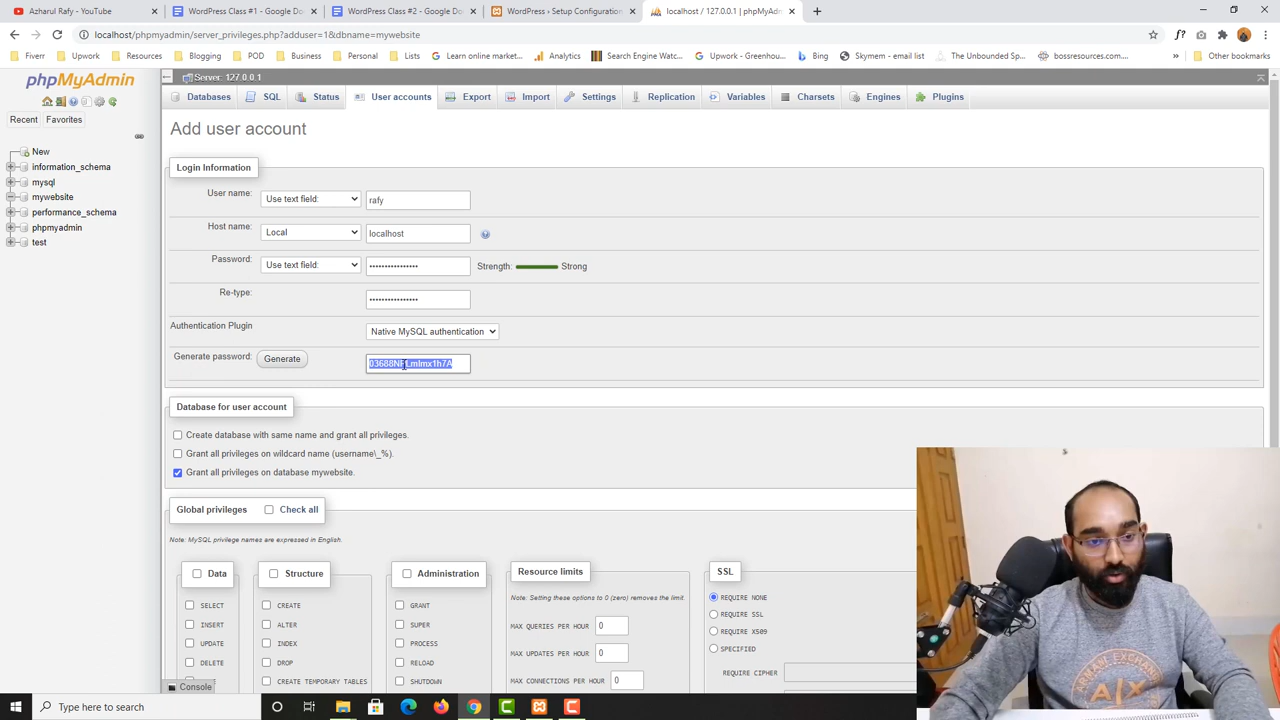 Azharul Rafy - YouTube
WordPress Class #1 - Google Do
WordPress Class #2 - Google Do
WordPress › Setup Configuration
localhost / 127.0.0.1 | phpMyAdm
localhost/phpmyadmin/server_privileges.php?adduser=1&dbname=mywebsite
Fiverr
Upwork
Resources
Blogging
POD
Business
Personal
Lists
Learn online market...
Analytics
Search Engine Watc...
Upwork - Greenhou...
Bing
Skymem - email list
The Unbounded Sp...
bossresources.com...
Other bookmarks
phpMyAdmin
Recent
Favorites
New
information_schema
mysql
mywebsite
performance_schema
phpmyadmin
test
Server: 127.0.0.1
Databases
SQL
Status
User accounts
Export
Import
Settings
Replication
Variables
Charsets
Engines
Plugins
Add user account
Login Information
User name: Use text field: rafy
Host name: Local localhost
Password: Use text field: •••••••••••••••• Strength: Strong
Re-type: ••••••••••••••••
Authentication Plugin Native MySQL authentication
Generate password: Generate
Database for user account
Create database with same name and grant all privileges.
Grant all privileges on wildcard name (username\_%).
Grant all privileges on database mywebsite.
Global privileges Check all
Note: MySQL privilege names are expressed in English.
Data
SELECT
INSERT
UPDATE
DELETE
Structure
CREATE
ALTER
INDEX
DROP
CREATE TEMPORARY TABLES
Administration
GRANT
SUPER
PROCESS
RELOAD
SHUTDOWN
Resource limits
Note: Setting these options to 0 (zero) removes the limit.
MAX QUERIES PER HOUR 0
MAX UPDATES PER HOUR 0
MAX CONNECTIONS PER HOUR 0
SSL
REQUIRE NONE
REQUIRE SSL
REQUIRE X509
SPECIFIED
REQUIRE CIPHER
Console
Type here to search
ARMANI EXCHANGE
A|X